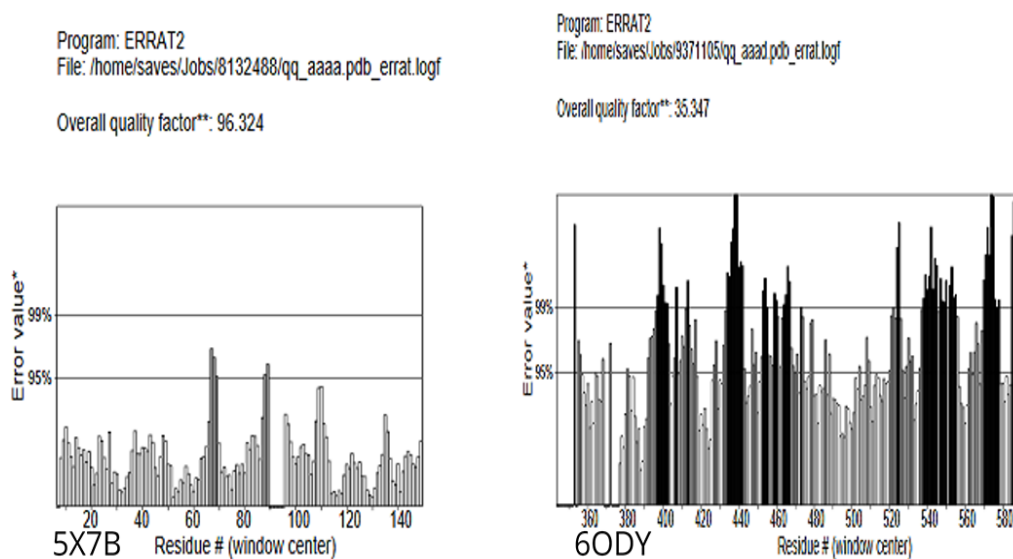 Program: ERRAT2
File: /home/saves/Jobs/8132488/qq_aaaa.pdb_errat.logf
Overall quality factor**: 96.324
Error value*
99%
95%
20 40 60 80 100 120 140
5X7B Residue # (window center)
Program: ERRAT2
File: /home/saves/Jobs/9371105/qq_aaad.pdb_errat.logf
Overall quality factor**: 35.347
Error value*
99%
95%
360 380 400 420 440 460 480 500 520 540 560 580
6ODY Residue # (window center)